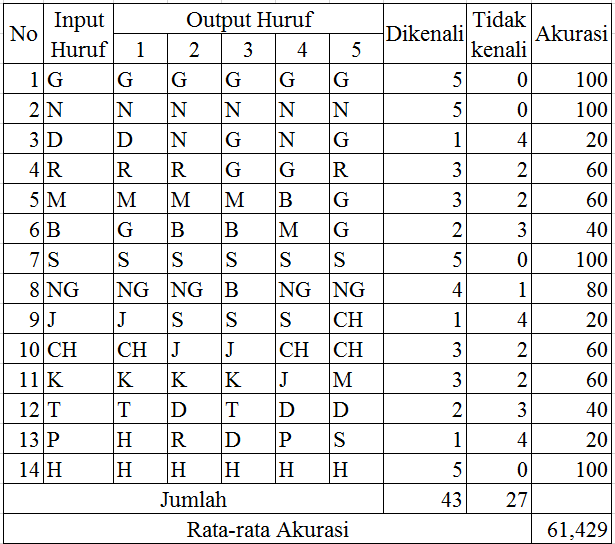 No Input Huruf Output Huruf Dikenali Tidak kenali Akurasi
1 2 3 4 5
1 G G G G G G 5 0 100
2 N N N N N N 5 0 100
3 D D N G N G 1 4 20
4 R R R G G R 3 2 60
5 M M M M B G 3 2 60
6 B G B B M G 2 3 40
7 S S S S S S 5 0 100
8 NG NG NG B NG NG 4 1 80
9 J J S S S CH 1 4 20
10 CH CH J J CH CH 3 2 60
11 K K K K J M 3 2 60
12 T T D T D D 2 3 40
13 P H R D P S 1 4 20
14 H H H H H H 5 0 100
Jumlah 43 27
Rata-rata Akurasi 61,429